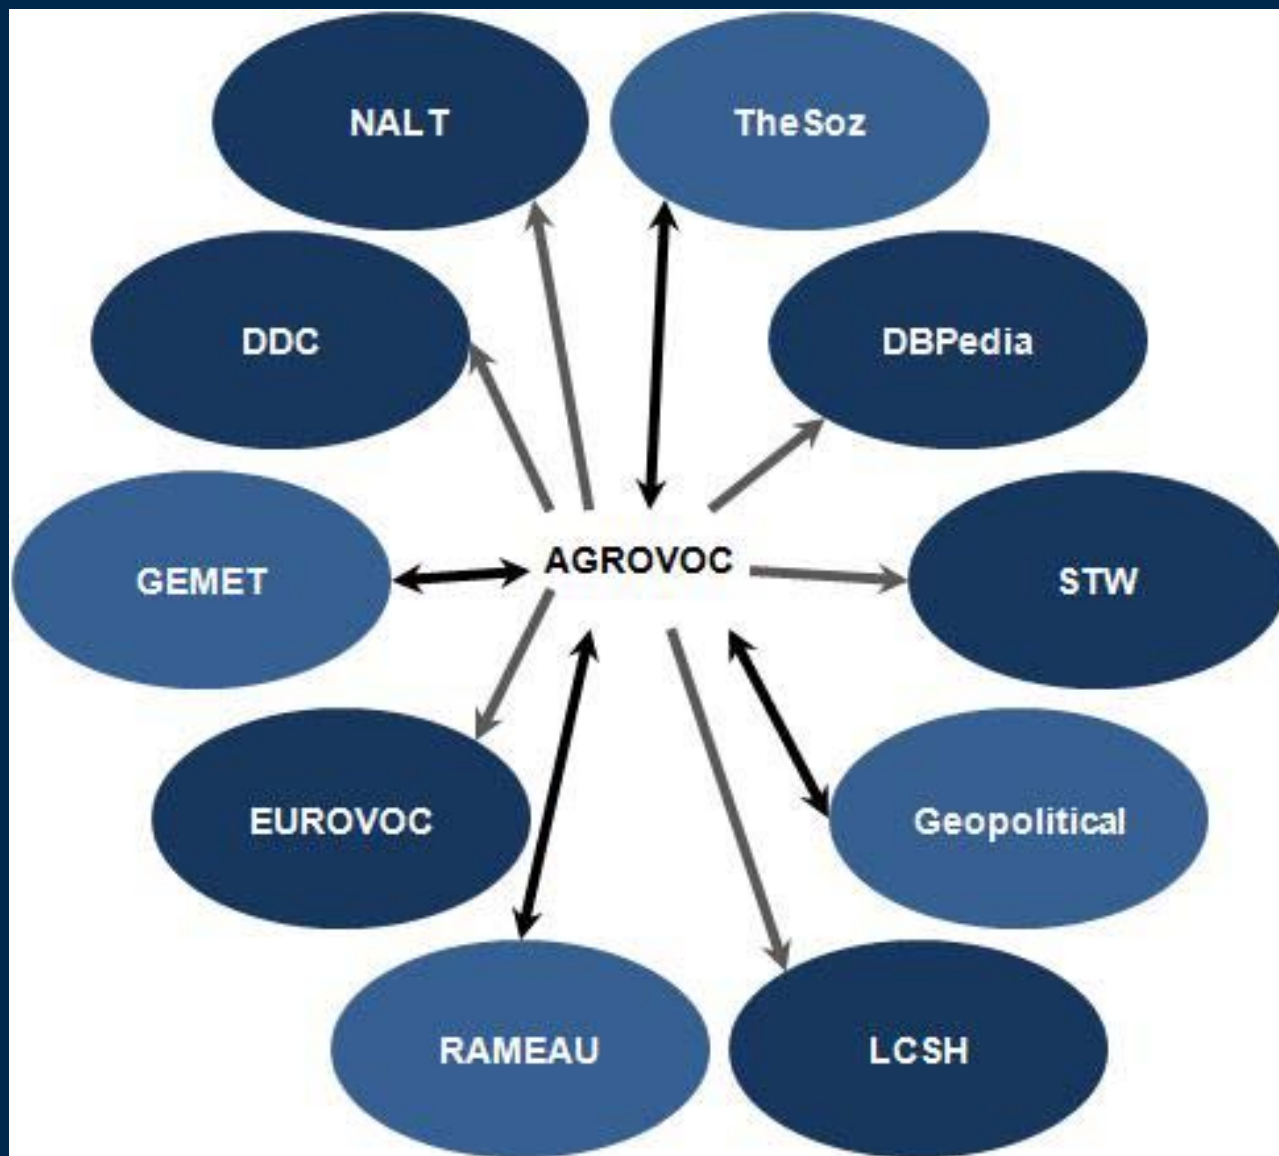 NALT
TheSoz
DDC
DBPedia
AGROVOC
GEMET
STW
EUROVOC
Geopolitical
RAMEAU
LCSH